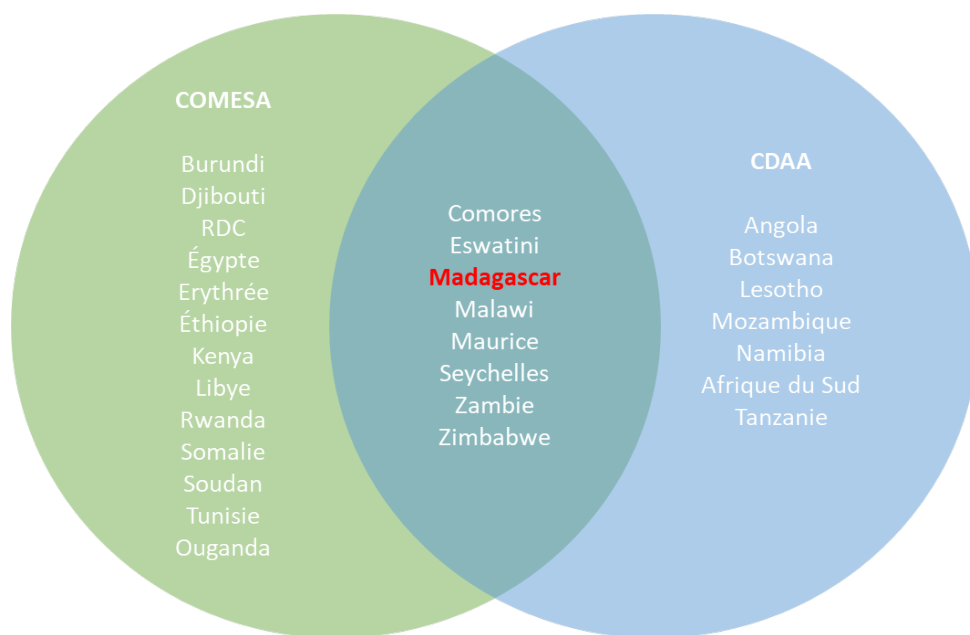 COMESA
Burundi
Djibouti
RDC
Égypte
Erythrée
Éthiopie
Kenya
Libye
Rwanda
Somalie
Soudan
Tunisie
Ouganda
Comores
Eswatini
Madagascar
Malawi
Maurice
Seychelles
Zambie
Zimbabwe
CDAA
Angola
Botswana
Lesotho
Mozambique
Namibia
Afrique du Sud
Tanzanie